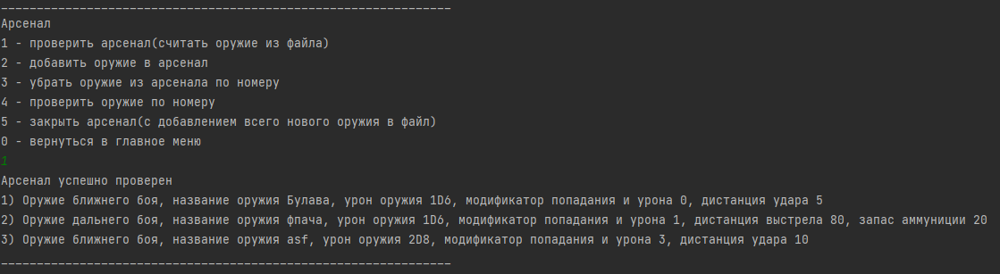 _______________________________________________________________
Арсенал
1 - проверить арсенал(считать оружие из файла)
2 - добавить оружие в арсенал
3 - убрать оружие из арсенала по номеру
4 - проверить оружие по номеру
5 - закрыть арсенал(с добавлением всего нового оружия в файл)
0 - вернуться в главное меню
1
Арсенал успешно проверен
1) Оружие ближнего боя, название оружия Булава, урон оружия 1D6, модификатор попадания и урона 0, дистанция удара 5
2) Оружие дальнего боя, название оружия фпача, урон оружия 1D6, модификатор попадания и урона 1, дистанция выстрела 80, запас аммуниции 20
3) Оружие ближнего боя, название оружия asf, урон оружия 2D8, модификатор попадания и урона 3, дистанция удара 10
_______________________________________________________________